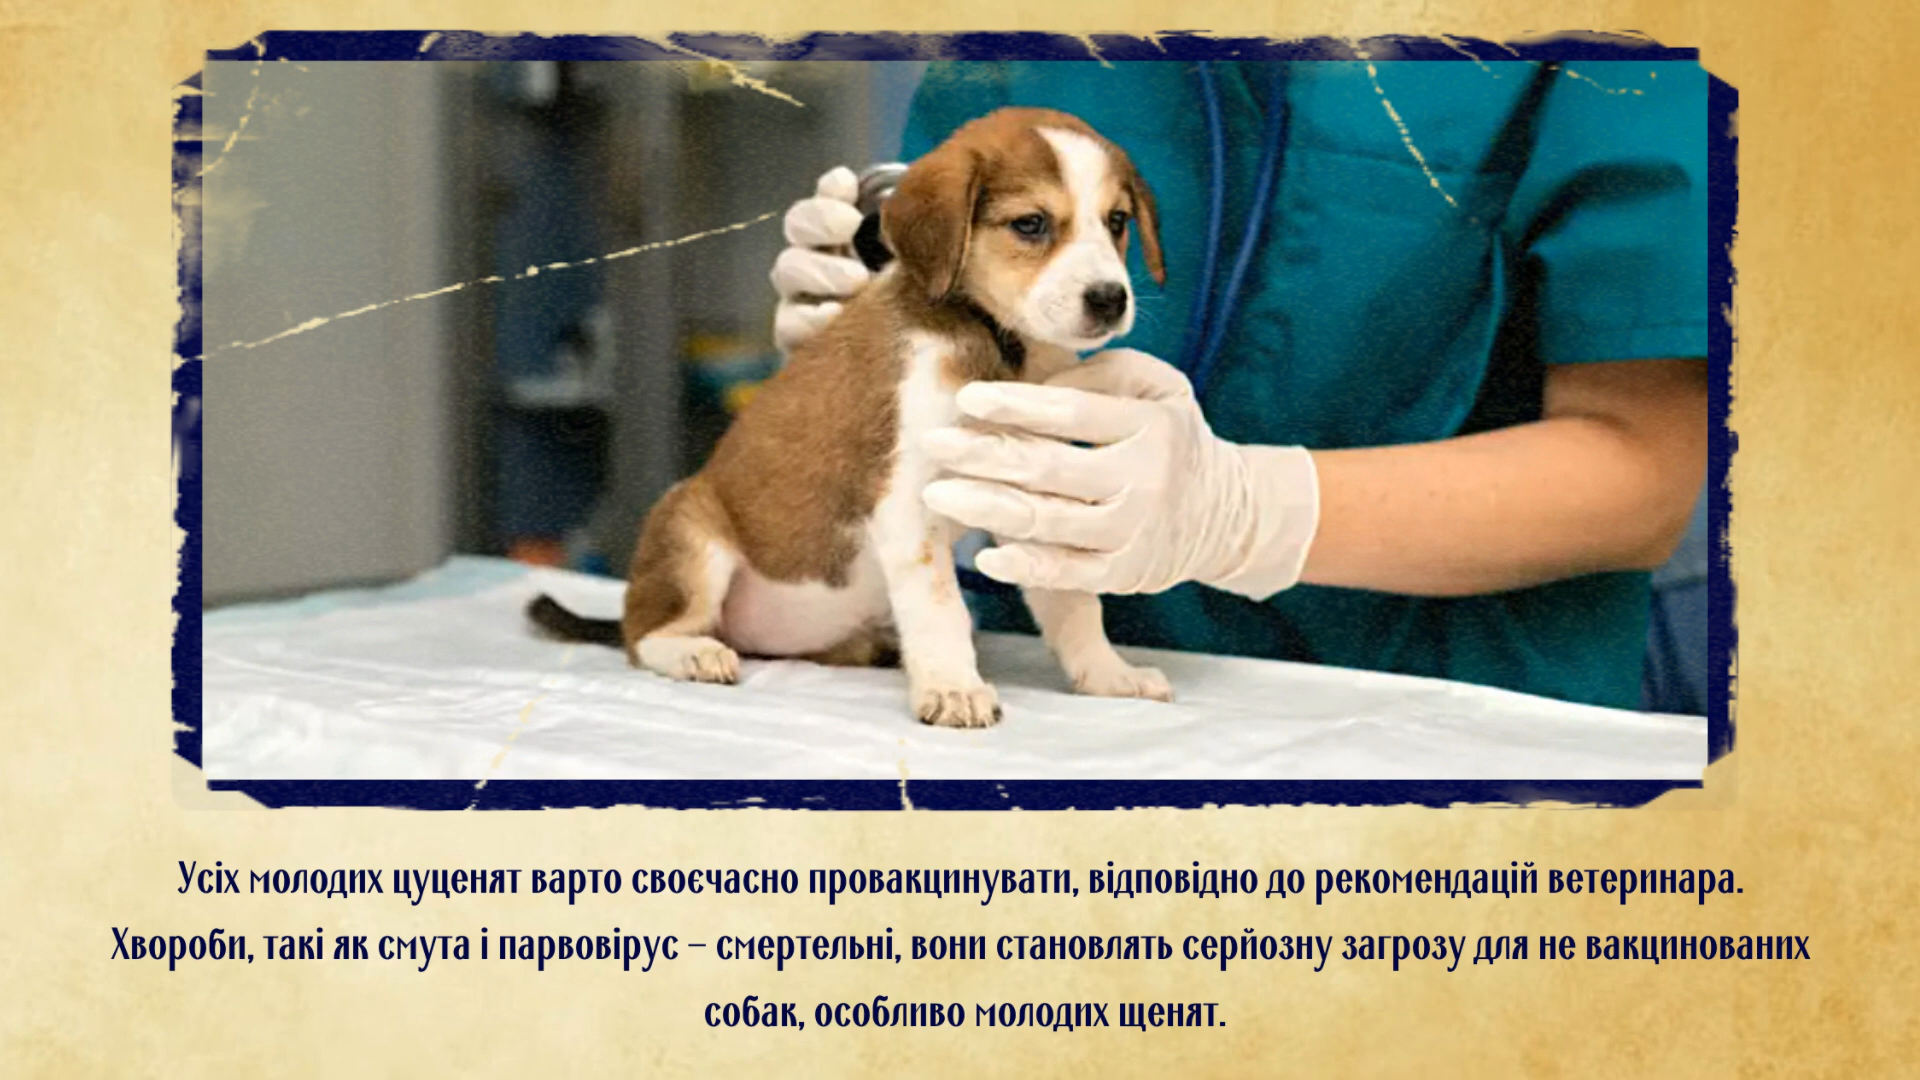 Усіх молодих цуценят варто своєчасно провакцинувати, відповідно до рекомендацій ветеринара.
Хвороби, такі як смута і парвовірус – смертельні, вони становлять серйозну загрозу для не вакцинованих
собак, особливо молодих щенят.